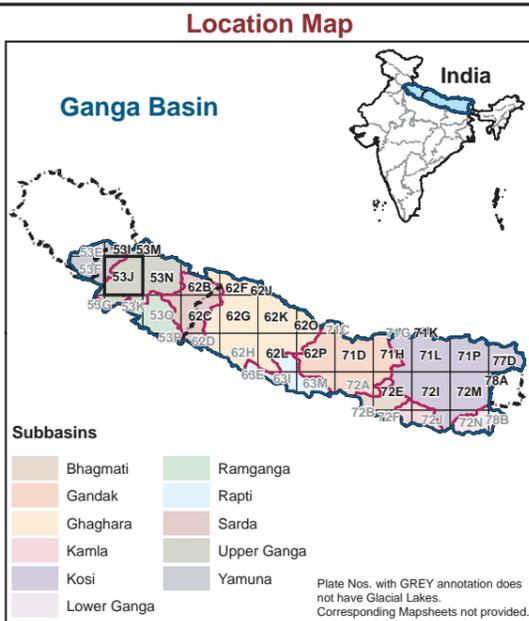 Location Map
India
Ganga Basin
53E 53I 53M
53F 53J 53N 62B 62F 62J
53G 53K 53O 62C 62G 62K 62O 71C 71G 71K
53P 62D 62H 62L 62P 71D 71H 71L 71P 77D
63E 63I 63M 72A 72E 72I 72M 78A
72B 72F 72J 72N 78B
Subbasins
Bhagmati
Gandak
Ghaghara
Kamla
Kosi
Lower Ganga
Ramganga
Rapti
Sarda
Upper Ganga
Yamuna
Plate Nos. with GREY annotation does
not have Glacial Lakes.
Corresponding Mapsheets not provided.